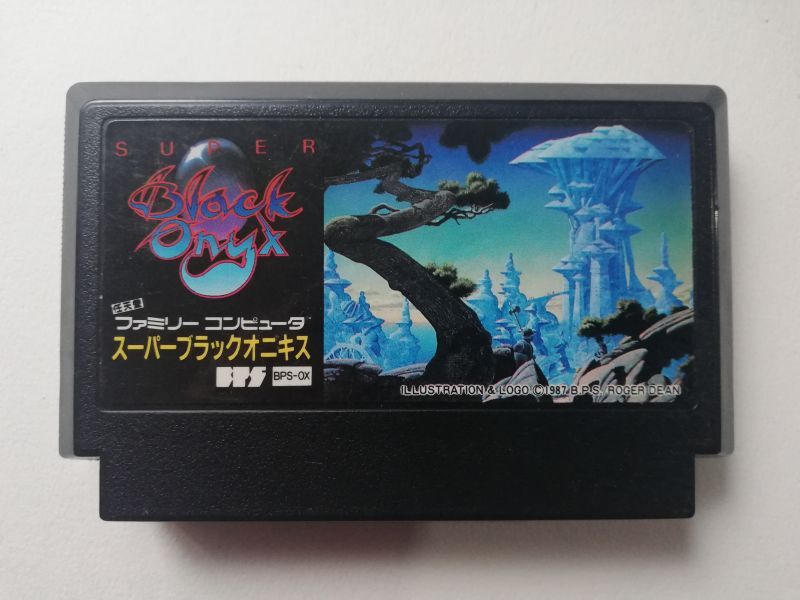 SUPER
Black
Onyx
任天堂
ファミリー コンピュータ
スーパーブラックオニキス
BPS BPS-OX
ILLUSTRATION & LOGO ©1987 B.P.S./ROGER DEAN